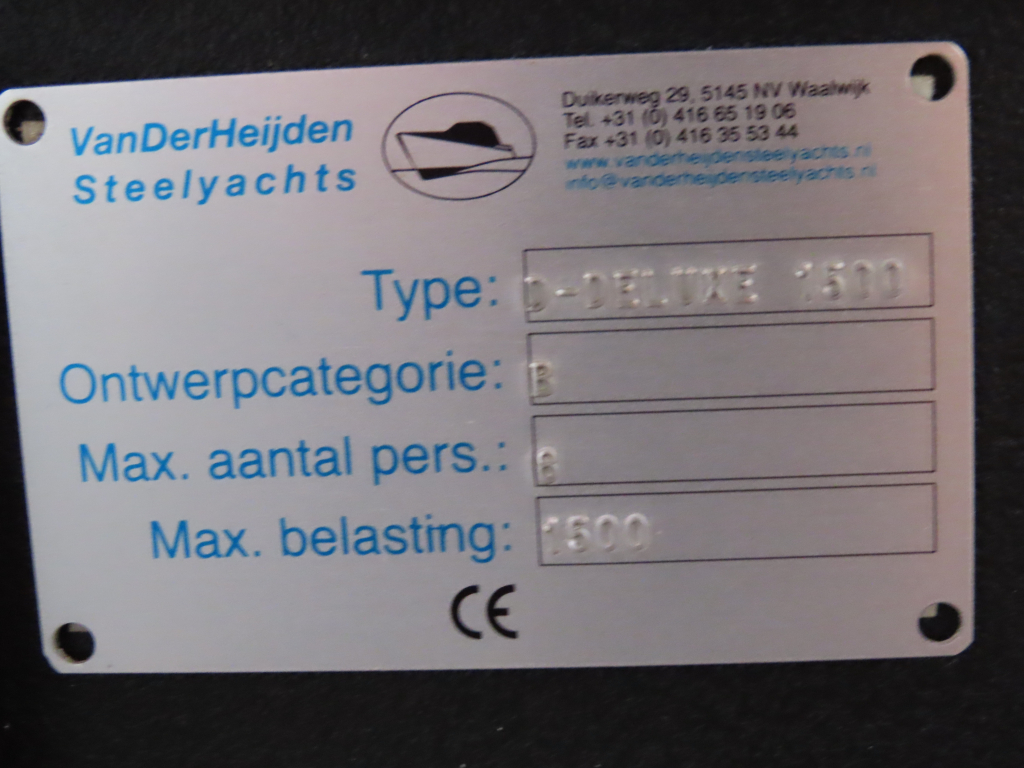 VanDerHeijden
Steelyachts
Duikerweg 29, 5145 NV Waalwijk
Tel. +31 (0) 416 65 19 06
Fax +31 (0) 416 35 53 44
www.vanderheijdensteelyachts.nl
info@vanderheijdensteelyachts.nl
Type: D-DELUXE 1500
Ontwerpcategorie: B
Max. aantal pers.: 6
Max. belasting: 1500
CE